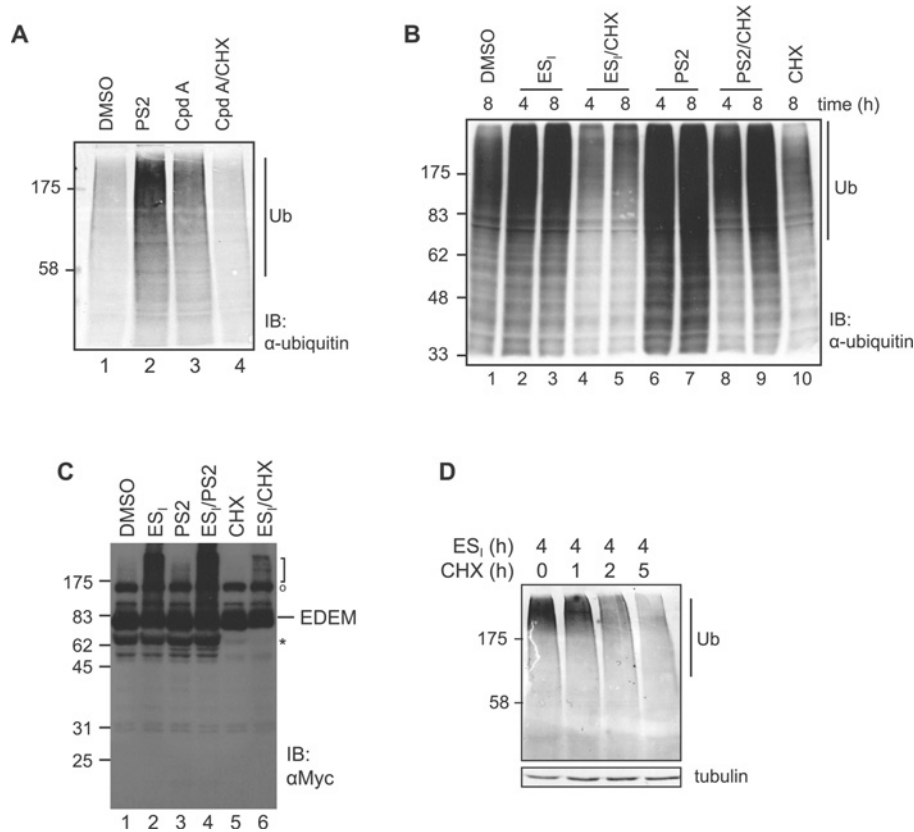 A
DMSO
PS2
Cpd A
Cpd A/CHX
175
58
Ub
IB:
α-ubiquitin
1 2 3 4
B
DMSO
ESI
ESI/CHX
PS2
PS2/CHX
CHX
8 4 8 4 8 4 8 4 8 8 time (h)
175
83
62
48
33
Ub
IB:
α-ubiquitin
1 2 3 4 5 6 7 8 9 10
C
DMSO
ESI
PS2
ESI/PS2
CHX
ESI/CHX
175
83
62
45
31
25
EDEM
*
IB:
αMyc
1 2 3 4 5 6
D
ESI (h) 4 4 4 4
CHX (h) 0 1 2 5
175
58
Ub
tubulin